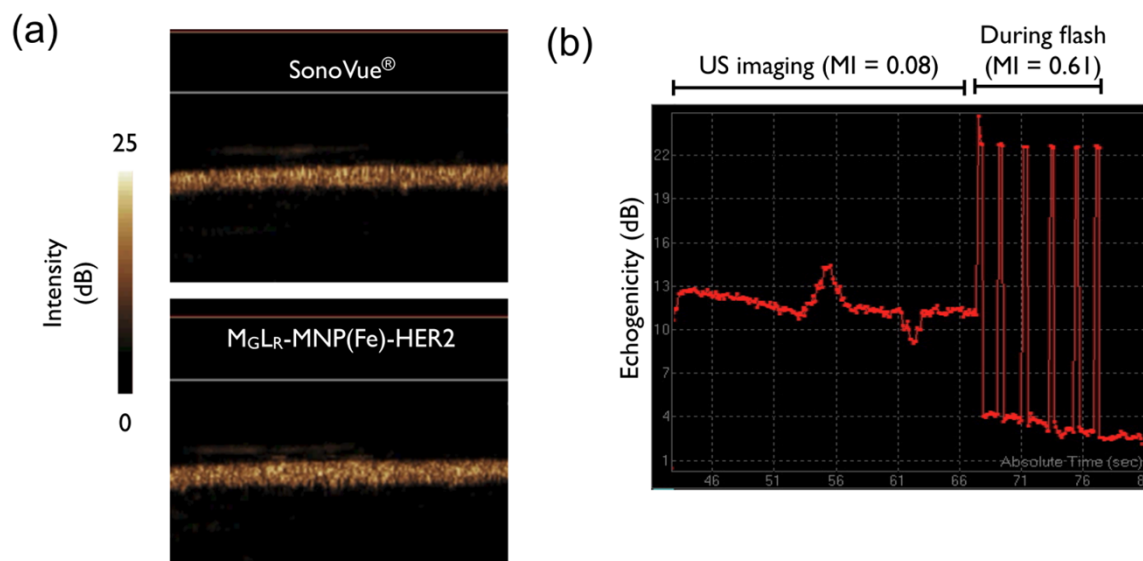 (a)
SonoVue®
25
Intensity
(dB)
0
MGLR-MNP(Fe)-HER2
(b)
US imaging (MI = 0.08)
During flash
(MI = 0.61)
Echogenicity (dB)
22
19
16
13
10
7
4
1
Absolute Time (sec)
46
51
56
61
66
71
76
8